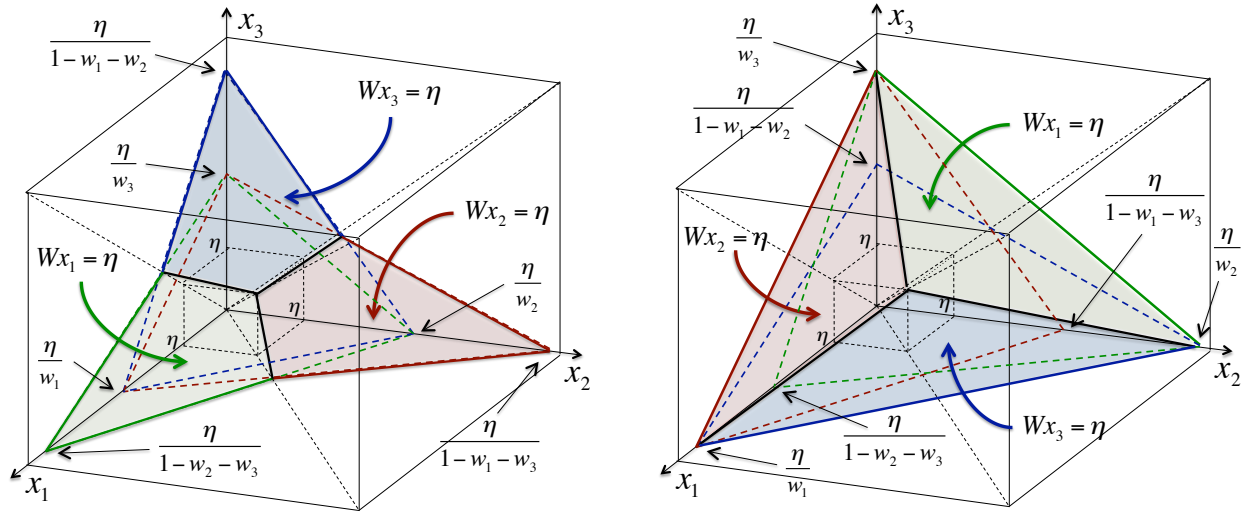 x₃
η/(1−w₁−w₂)
Wx₃ = η
η/w₃
Wx₂ = η
η
Wx₁ = η
η
η
η/w₂
η/w₁
x₂
x₁
η/(1−w₂−w₃)
η/(1−w₁−w₃)
x₃
η/w₃
η/(1−w₁−w₂)
Wx₁ = η
η/(1−w₁−w₃)
η/w₂
Wx₂ = η
η
η
η
x₂
Wx₃ = η
η/(1−w₂−w₃)
x₁
η/w₁